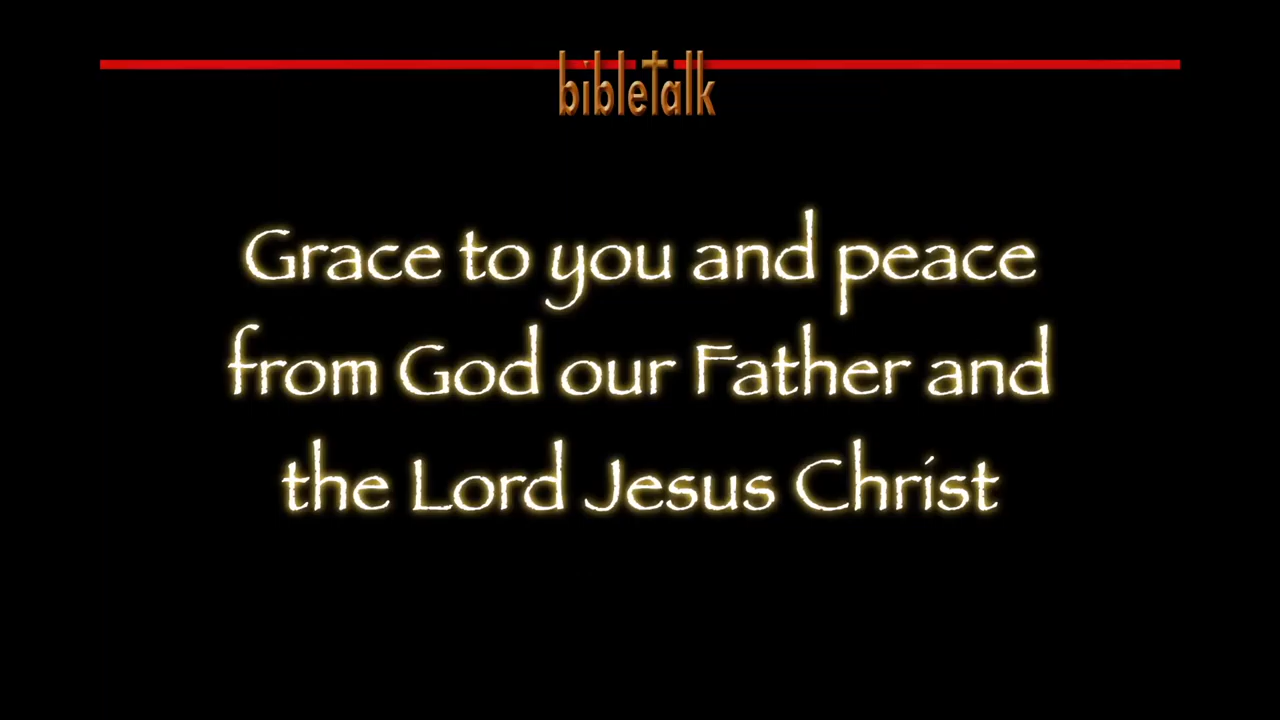 bibleTalk
Grace to you and peace
from God our Father and
the Lord Jesus Christ